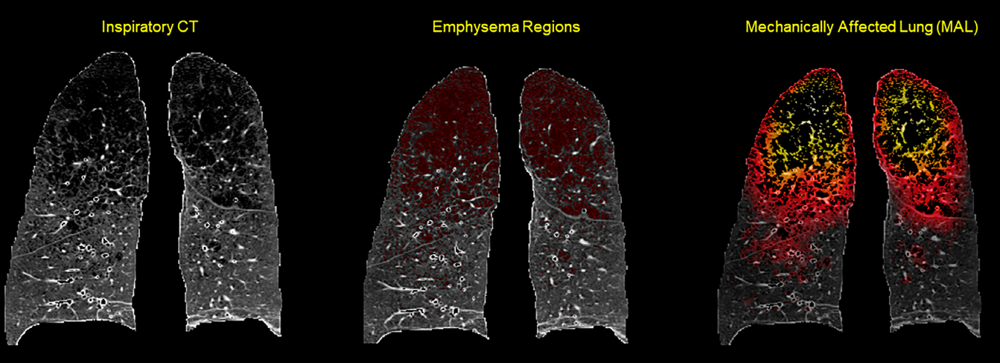 Inspiratory CT
Emphysema Regions
Mechanically Affected Lung (MAL)